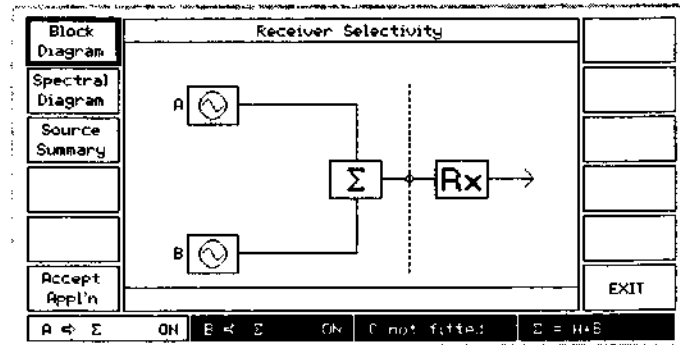 Block
Diagram
Receiver Selectivity
Spectral
Diagram
Source
Summary
A
Σ
Rx
B
Accept
Appl'n
EXIT
A ⇨ Σ ON
B ⇨ Σ ON
C not fitted
Σ = A+B